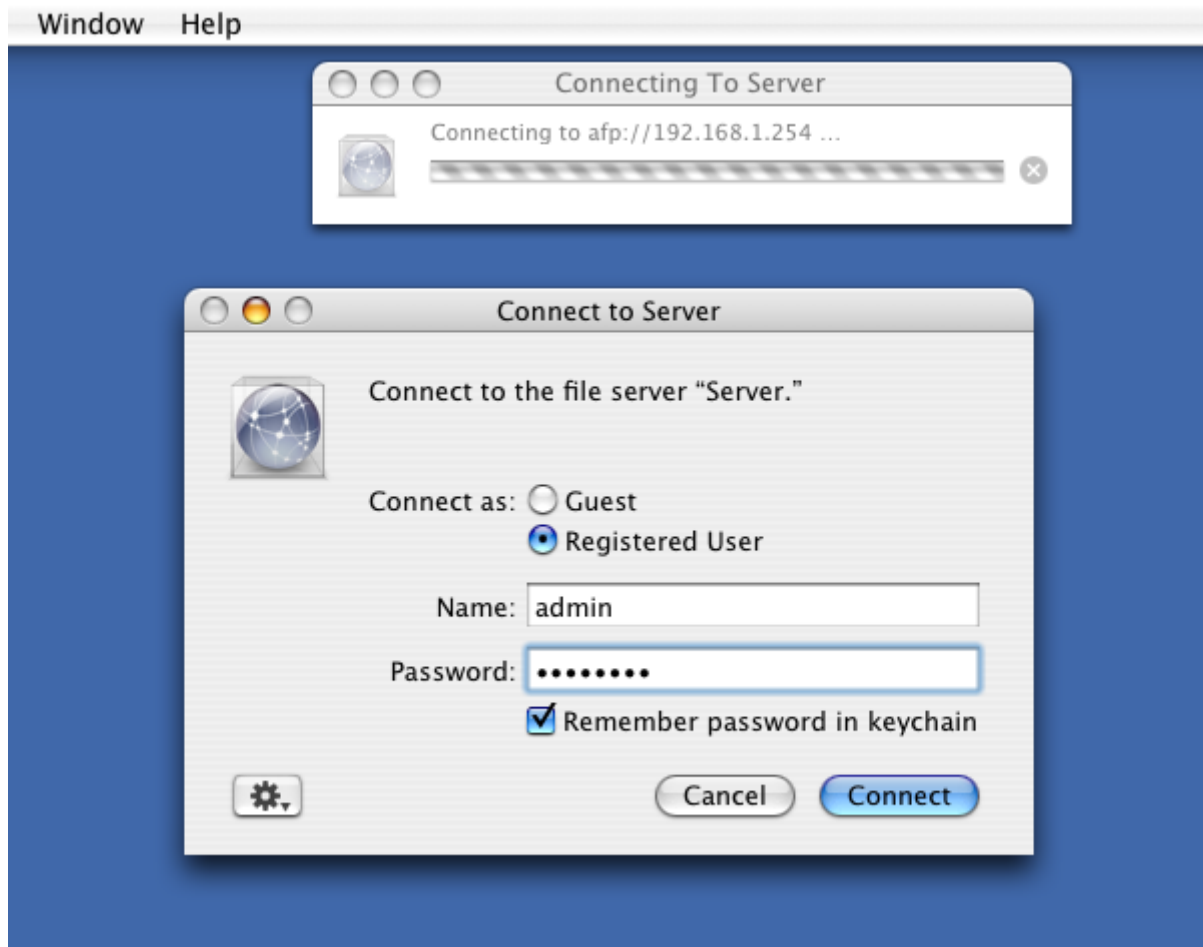 Window Help
Connecting To Server
Connecting to afp://192.168.1.254 ...
Connect to Server
Connect to the file server “Server.”
Connect as: Guest
Registered User
Name: admin
Password: ••••••••
Remember password in keychain
Cancel Connect